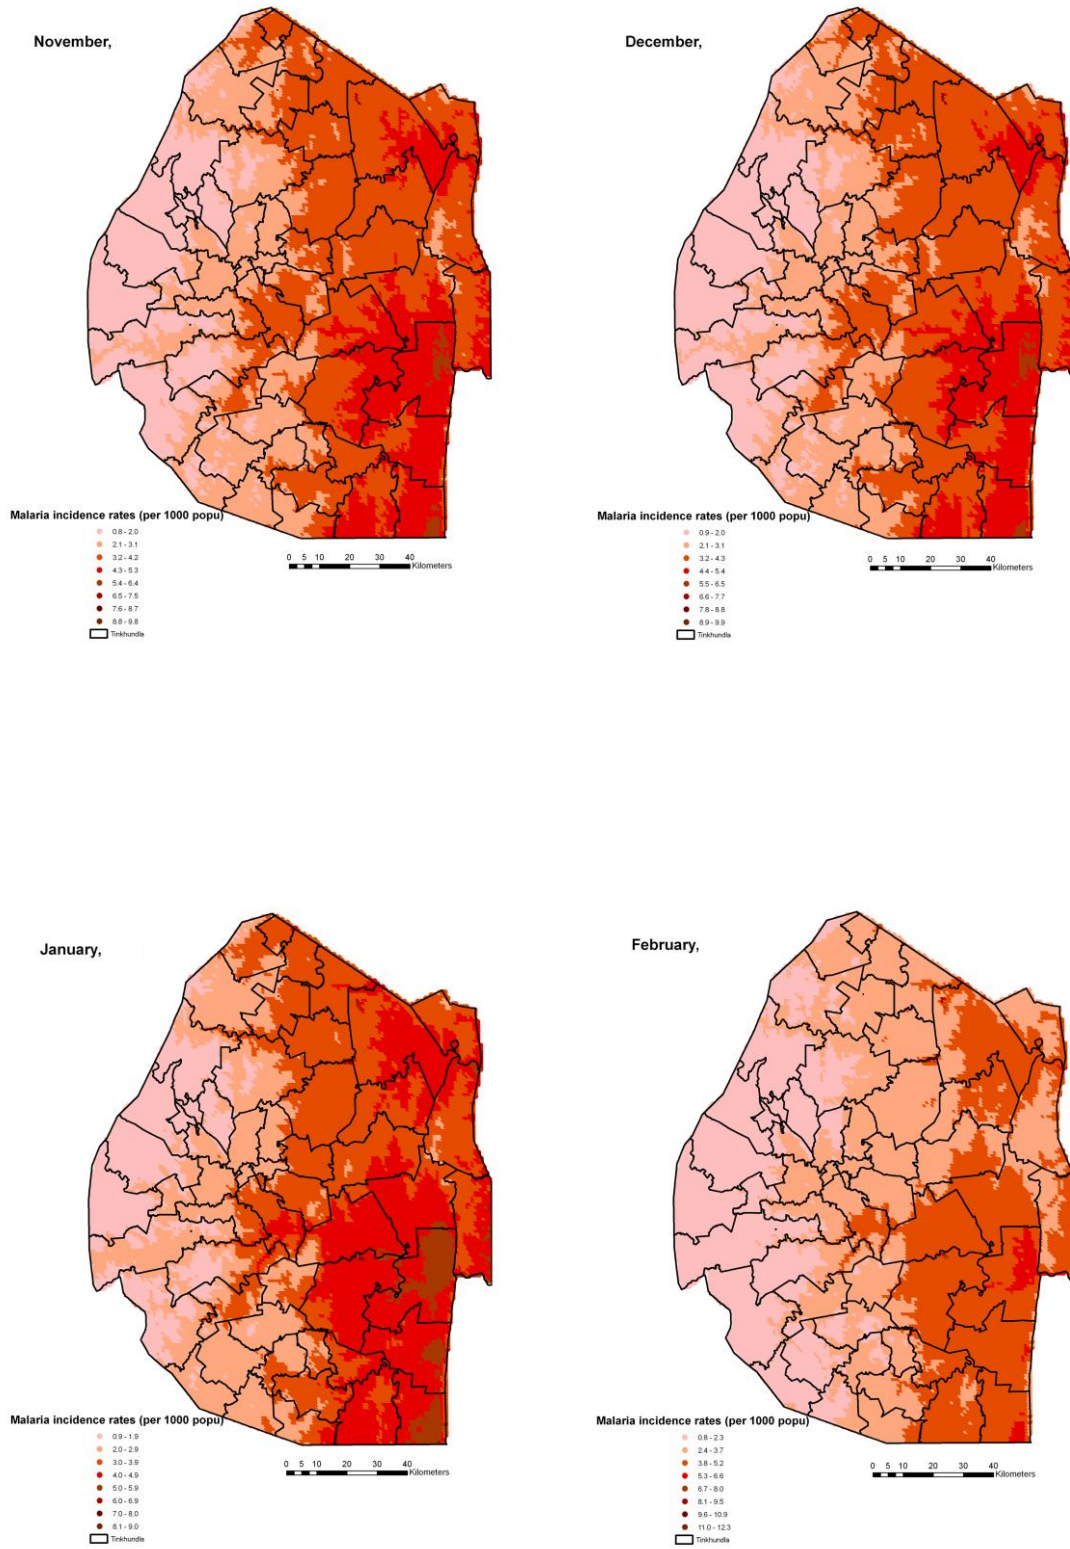 November,
December,
Malaria incidence rates (per 1000 popu)
0.8 - 2.0
2.1 - 3.1
3.2 - 4.2
4.3 - 5.3
5.4 - 6.4
6.5 - 7.5
7.6 - 8.7
8.8 - 9.8
Tinkhundla
0 5 10 20 30 40
Kilometers
Malaria incidence rates (per 1000 popu)
0.9 - 2.0
2.1 - 3.1
3.2 - 4.3
4.4 - 5.4
5.5 - 6.5
6.6 - 7.7
7.8 - 8.8
8.9 - 9.9
Tinkhundla
0 5 10 20 30 40
Kilometers
January,
February,
Malaria incidence rates (per 1000 popu)
0.9 - 1.9
2.0 - 2.9
3.0 - 3.9
4.0 - 4.9
5.0 - 5.9
6.0 - 6.9
7.0 - 8.0
8.1 - 9.0
Tinkhundla
0 5 10 20 30 40
Kilometers
Malaria incidence rates (per 1000 popu)
0.8 - 2.3
2.4 - 3.7
3.8 - 5.2
5.3 - 6.6
6.7 - 8.0
8.1 - 9.5
9.6 - 10.9
11.0 - 12.3
Tinkhundla
0 5 10 20 30 40
Kilometers